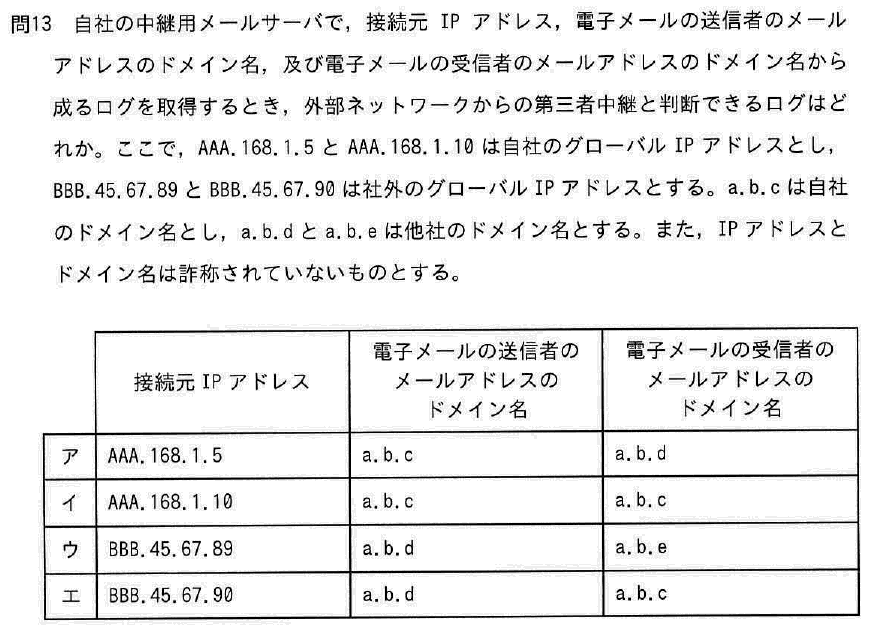 問13 自社の中継用メールサーバで,接続元 IP アドレス,電子メールの送信者のメール
アドレスのドメイン名,及び電子メールの受信者のメールアドレスのドメイン名から
成るログを取得するとき,外部ネットワークからの第三者中継と判断できるログはど
れか。ここで,AAA.168.1.5 と AAA.168.1.10 は自社のグローバル IP アドレスとし,
BBB.45.67.89 と BBB.45.67.90 は社外のグローバル IP アドレスとする。a.b.c は自社
のドメイン名とし,a.b.d と a.b.e は他社のドメイン名とする。また,IP アドレスと
ドメイン名は詐称されていないものとする。
接続元 IP アドレス 電子メールの送信者の 電子メールの受信者の
メールアドレスの メールアドレスの
ドメイン名 ドメイン名
ア AAA.168.1.5 a.b.c a.b.d
イ AAA.168.1.10 a.b.c a.b.c
ウ BBB.45.67.89 a.b.d a.b.e
エ BBB.45.67.90 a.b.d a.b.c